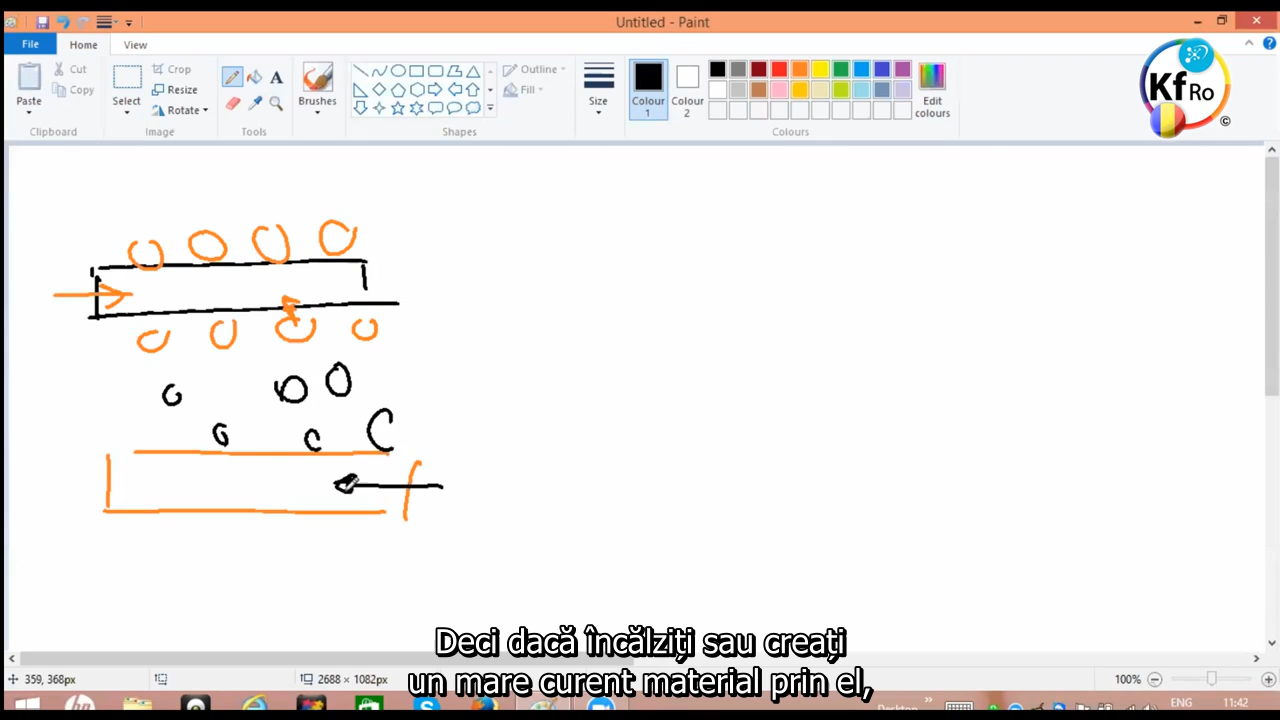 Untitled - Paint
File
Home
View
Paste
Cut
Copy
Clipboard
Select
Crop
Resize
Rotate
Image
Tools
Brushes
Outline
Fill
Shapes
Size
Colour 1
Colour 2
Edit colours
Colours
Kf Ro
©
Deci dacă încălziți sau creați
un mare curent material prin el,
359, 368px
2688 × 1082px
100%
Desktop
ENG
11:42